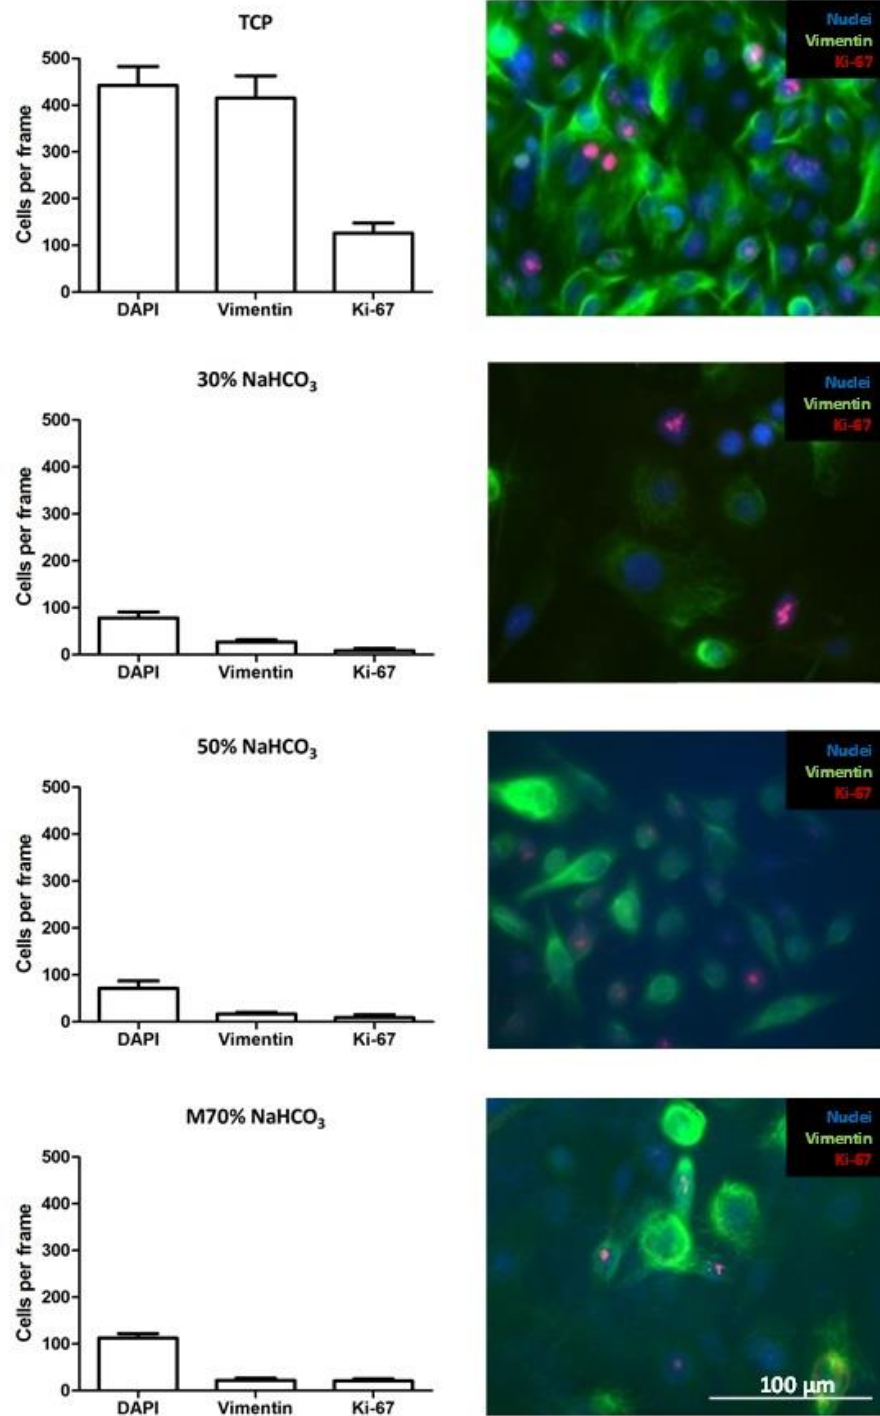 TCP
Cells per frame
500
400
300
200
100
0
DAPI Vimentin Ki-67
Nuclei
Vimentin
Ki-67
30% NaHCO₃
Cells per frame
500
400
300
200
100
0
DAPI Vimentin Ki-67
Nuclei
Vimentin
Ki-67
50% NaHCO₃
Cells per frame
500
400
300
200
100
0
DAPI Vimentin Ki-67
Nuclei
Vimentin
Ki-67
M70% NaHCO₃
Cells per frame
500
400
300
200
100
0
DAPI Vimentin Ki-67
Nuclei
Vimentin
Ki-67
100 µm